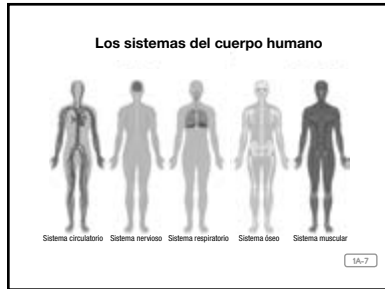 Los sistemas del cuerpo humano
Sistema circulatorio Sistema nervioso Sistema respiratorio Sistema óseo Sistema muscular
1A-7